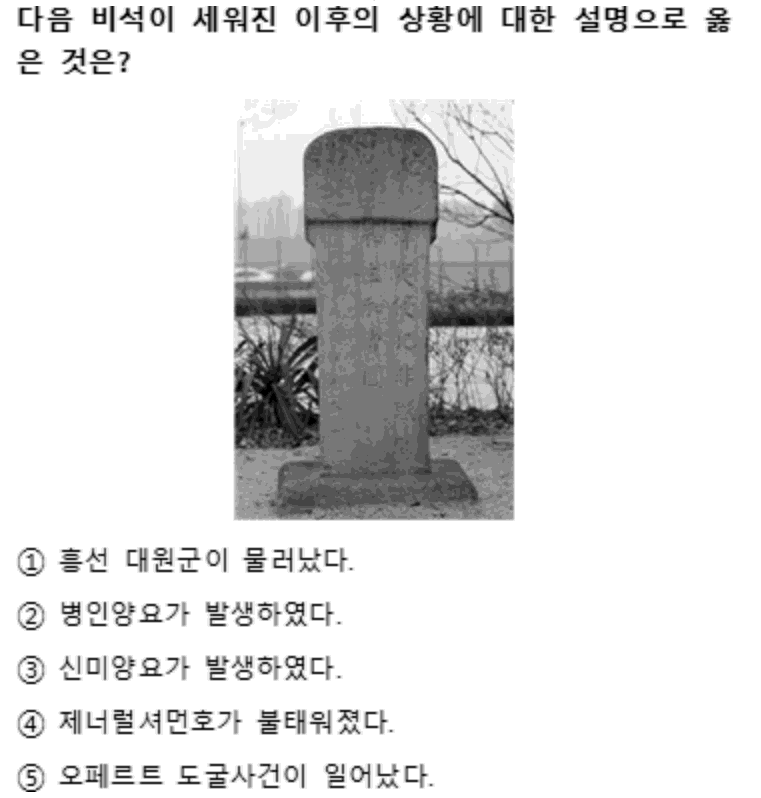 다음 비석이 세워진 이후의 상황에 대한 설명으로 옳
은 것은?
① 흥선 대원군이 물러났다.
② 병인양요가 발생하였다.
③ 신미양요가 발생하였다.
④ 제너럴셔먼호가 불태워졌다.
⑤ 오페르트 도굴사건이 일어났다.